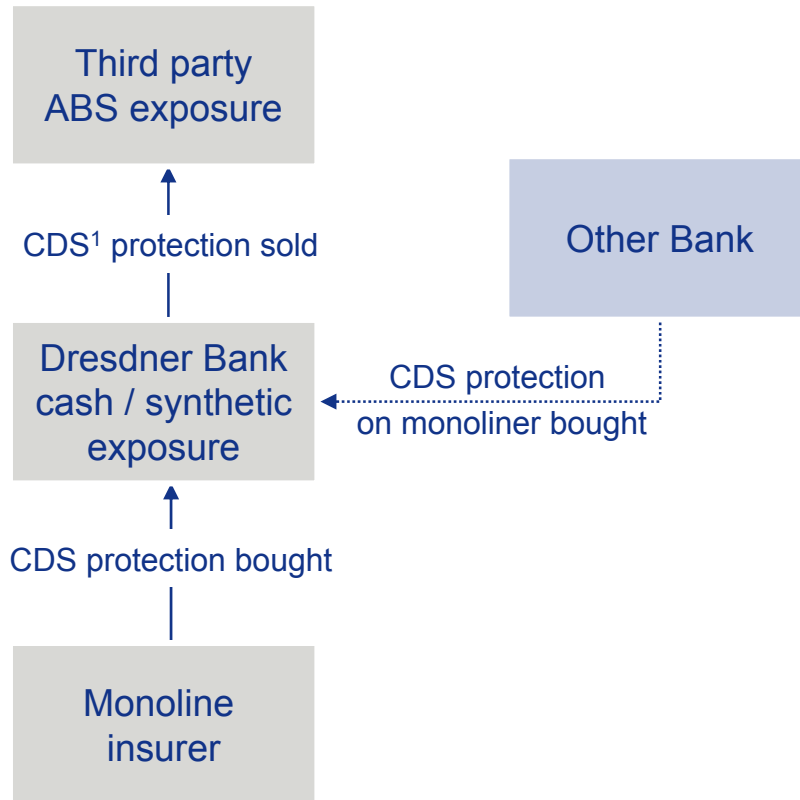 Third party
ABS exposure
CDS¹ protection sold
Other Bank
Dresdner Bank
cash / synthetic
exposure
CDS protection
on monoliner bought
CDS protection bought
Monoline
insurer